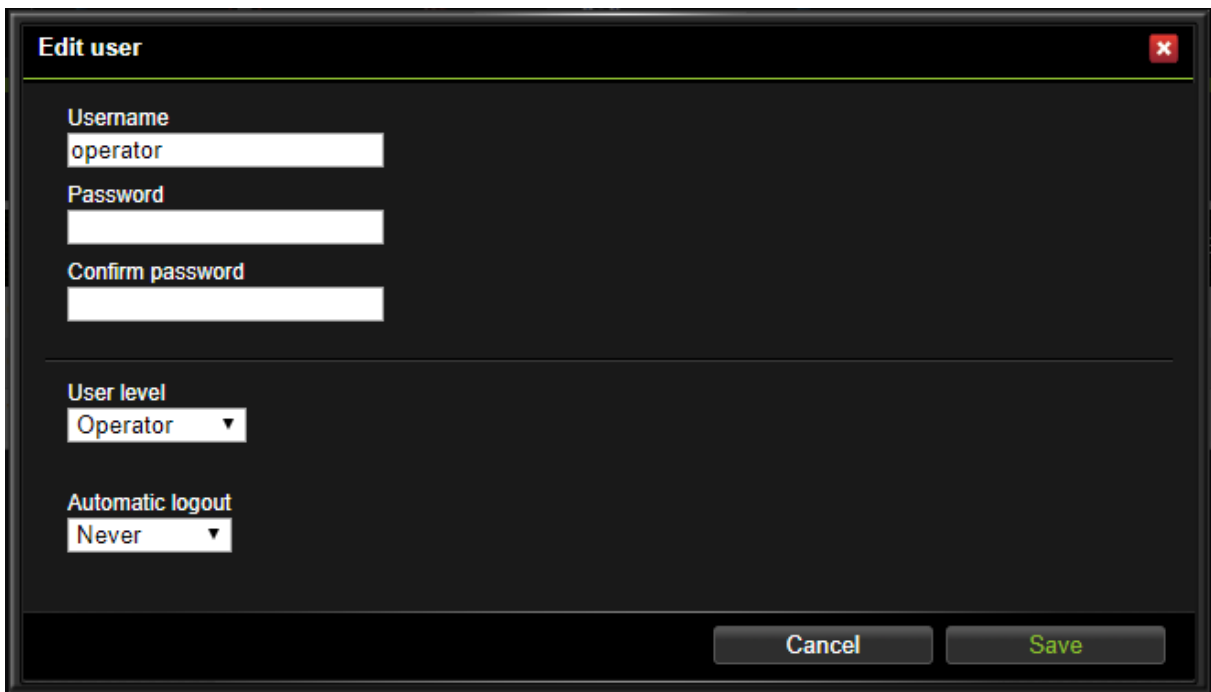 Edit user
Username
operator
Password
Confirm password
User level
Operator
Automatic logout
Never
Cancel Save